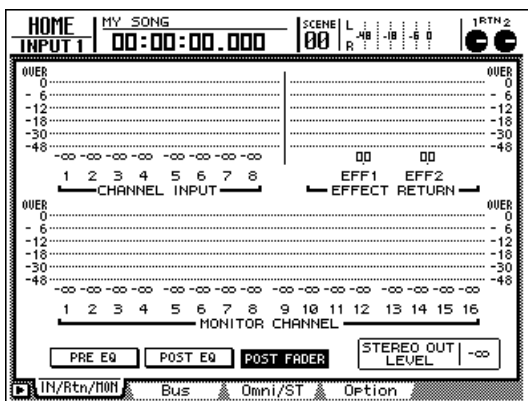 HOME MY SONG SCENE L -48 -18 -6 0 1 RTN 2
INPUT 1 00:00:00.000 00 R
OVER OVER
0 0
- 6 - 6
-12 -12
-18 -18
-30 -30
-48 -48
-∞ -∞ -∞ -∞ -∞ -∞ -∞ -∞
1 2 3 4 5 6 7 8 EFF1 EFF2
CHANNEL INPUT EFFECT RETURN
OVER OVER
0 0
- 6 - 6
-12 -12
-18 -18
-30 -30
-48 -48
-∞ -∞ -∞ -∞ -∞ -∞ -∞ -∞ -∞ -∞ -∞ -∞ -∞ -∞ -∞ -∞
1 2 3 4 5 6 7 8 9 10 11 12 13 14 15 16
MONITOR CHANNEL
PRE EQ POST EQ POST FADER STEREO OUT LEVEL -∞
IN/Rtn/MON Bus Omni/ST Option